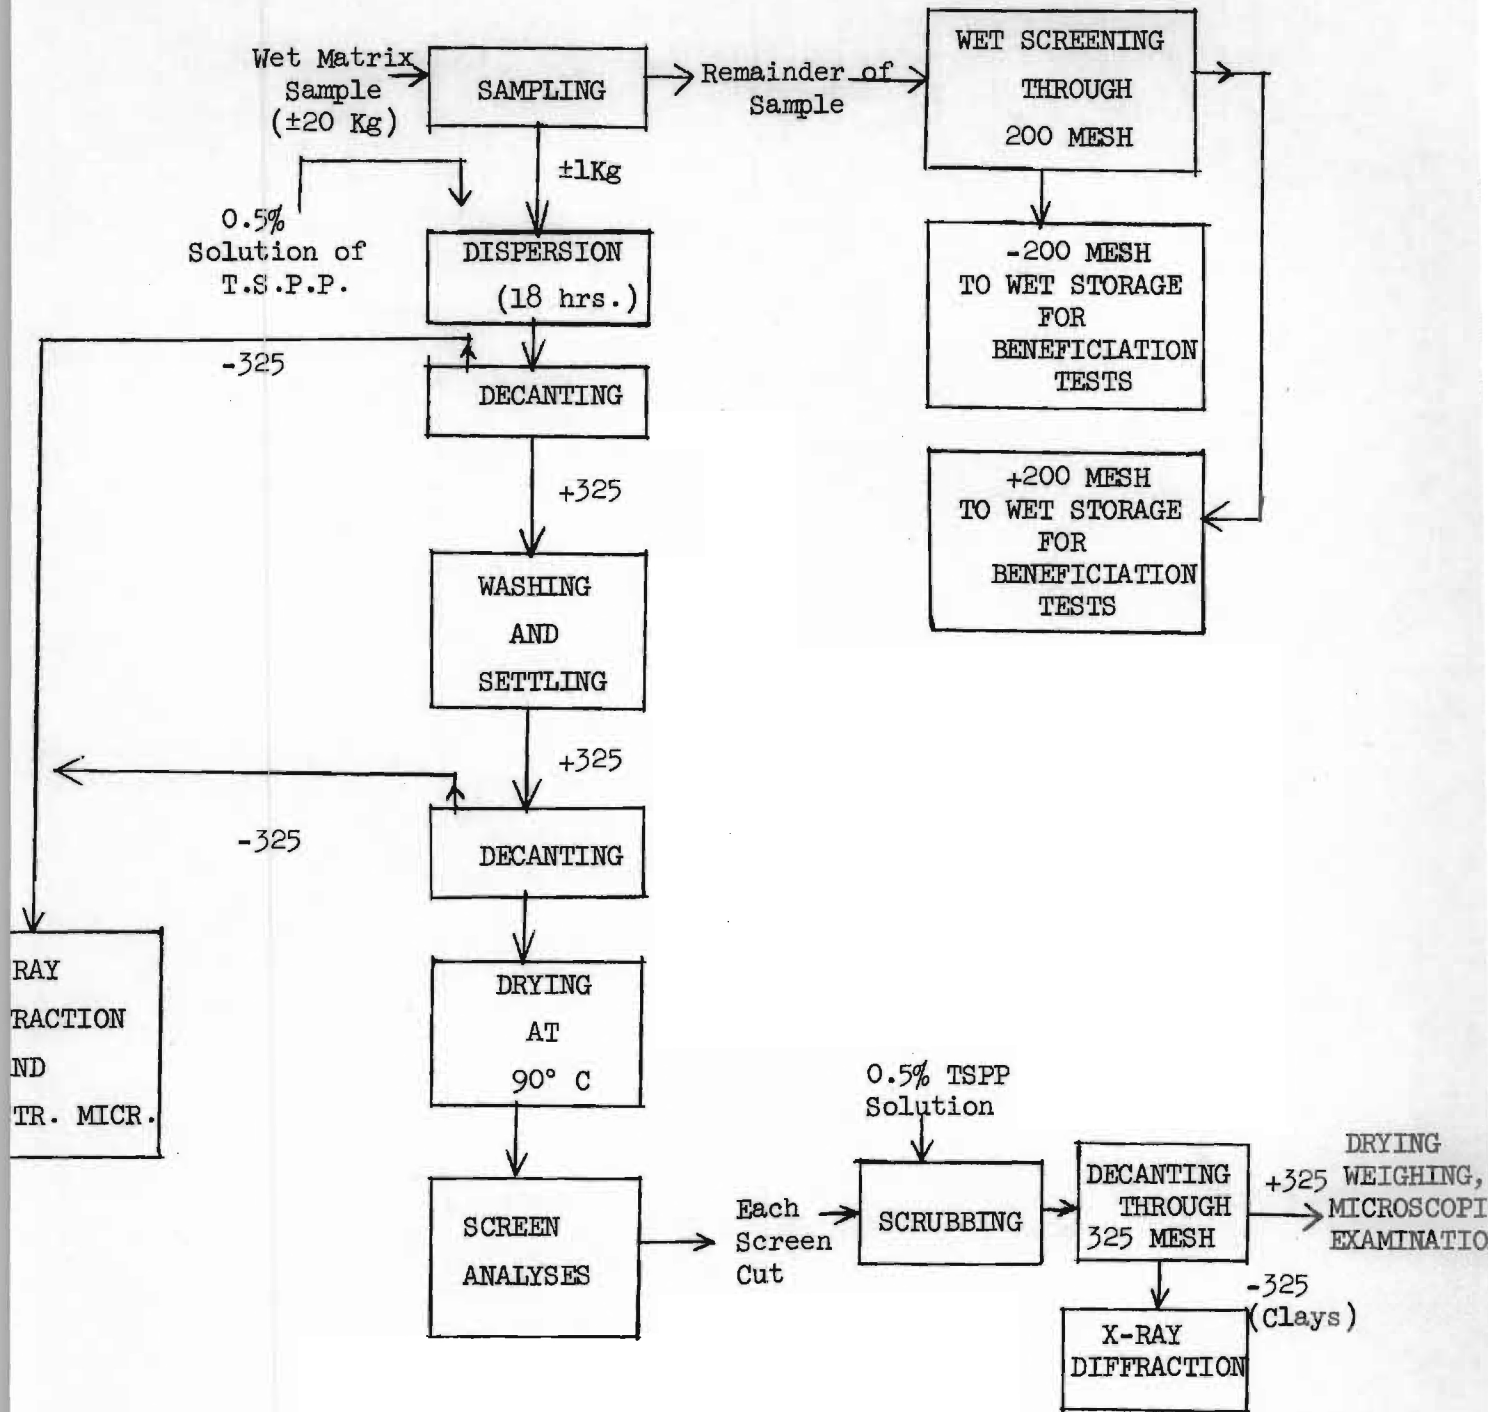 Wet Matrix
Sample
(±20 Kg)
SAMPLING
Remainder of
Sample
WET SCREENING
THROUGH
200 MESH
±1Kg
0.5%
Solution of
T.S.P.P.
DISPERSION
(18 hrs.)
-200 MESH
TO WET STORAGE
FOR
BENEFICIATION
TESTS
-325
DECANTING
+325
+200 MESH
TO WET STORAGE
FOR
BENEFICIATION
TESTS
WASHING
AND
SETTLING
+325
-325
DECANTING
RAY
RACTION
ND
TR. MICR.
DRYING
AT
90° C
SCREEN
ANALYSES
Each
Screen
Cut
0.5% TSPP
Solution
SCRUBBING
DECANTING
THROUGH
325 MESH
+325
DRYING
WEIGHING,
MICROSCOPI
EXAMINATIO
-325
(Clays)
X-RAY
DIFFRACTION